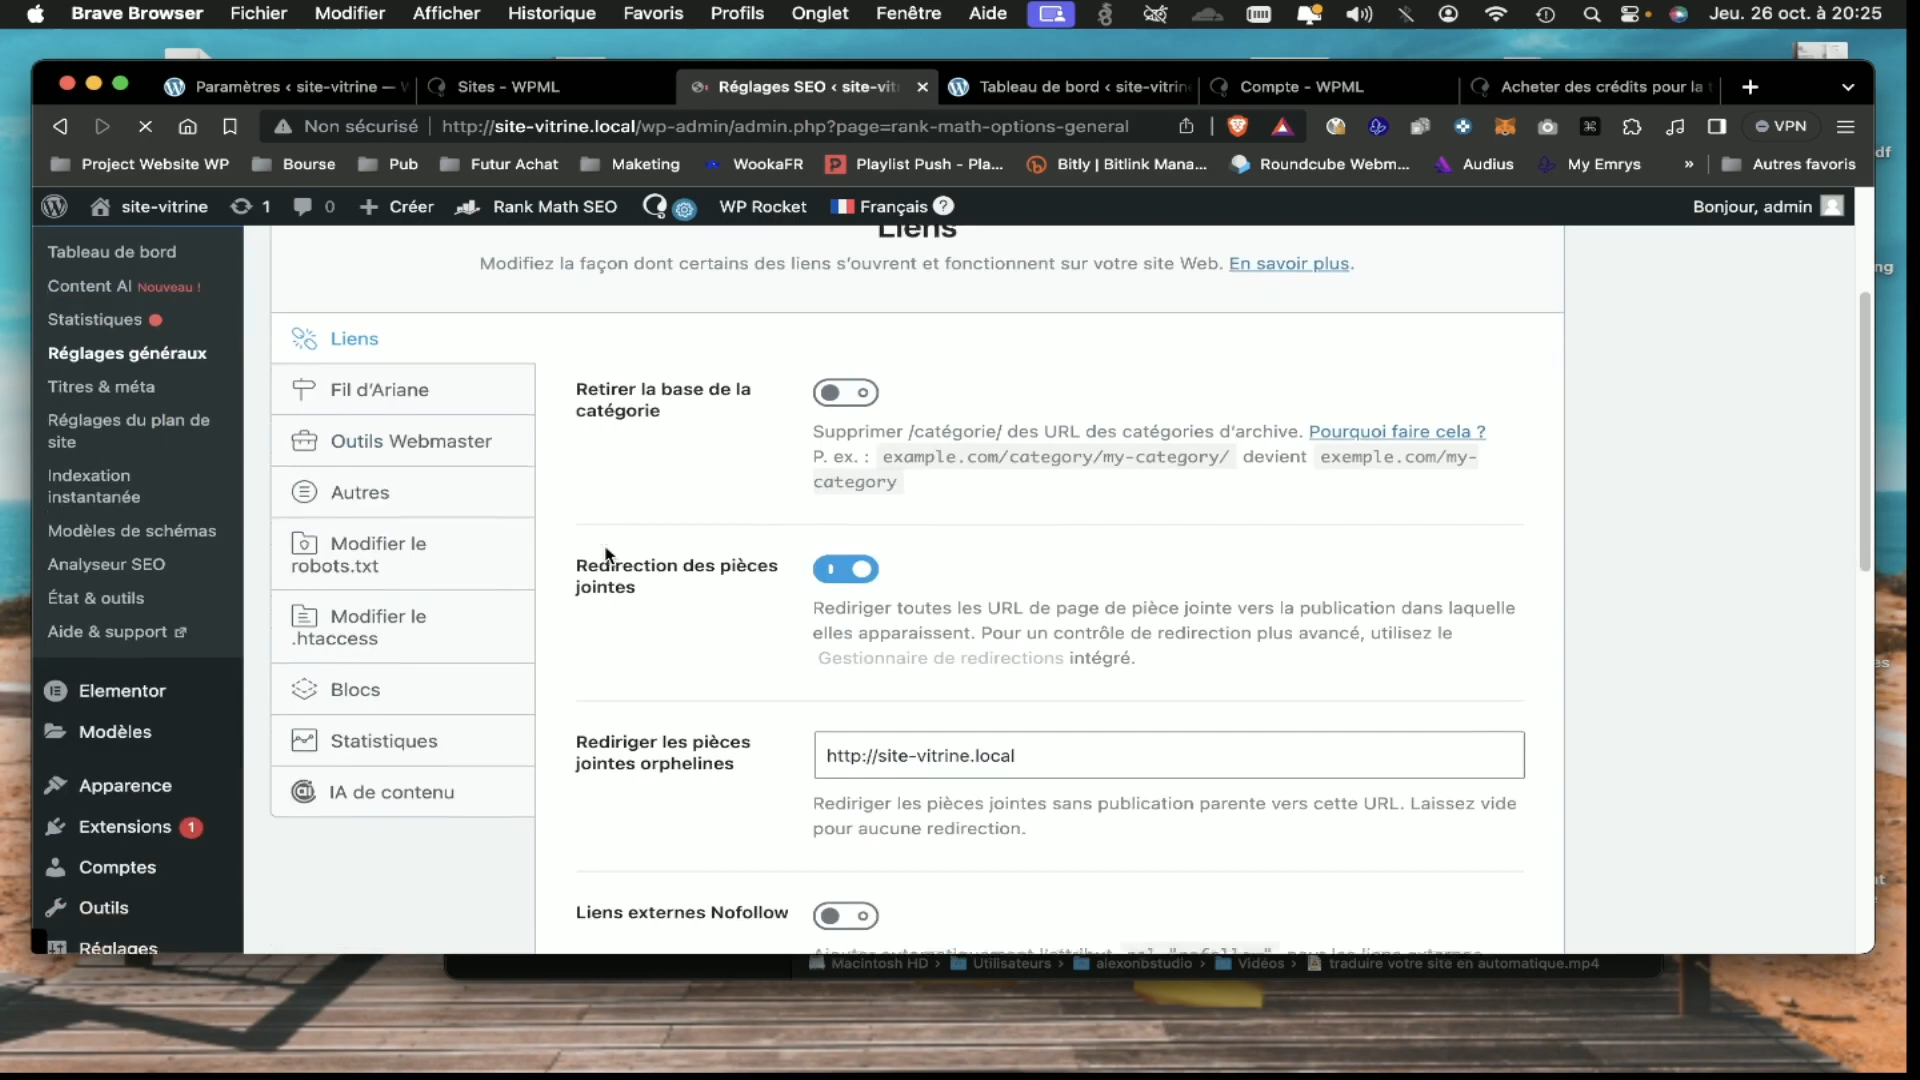 Brave Browser Fichier Modifier Afficher Historique Favoris Profils Onglet Fenêtre Aide Jeu. 26 oct. à 20:25
Paramètres ‹ site-vitrine —
Sites - WPML
Réglages SEO ‹ site-vit
Tableau de bord ‹ site-vitrin
Compte - WPML
Acheter des crédits pour la
Non sécurisé http://site-vitrine.local/wp-admin/admin.php?page=rank-math-options-general VPN
Project Website WP Bourse Pub Futur Achat Maketing WookaFR Playlist Push - Pla... Bitly | Bitlink Mana... Roundcube Webm... Audius My Emrys » Autres favoris
df
site-vitrine 1 0 Créer Rank Math SEO WP Rocket Français Bonjour, admin
Tableau de bord
Content AI Nouveau !
Statistiques
Réglages généraux
Titres & méta
Réglages du plan de
site
Indexation
instantanée
Modèles de schémas
Analyseur SEO
État & outils
Aide & support
Elementor
Modèles
Apparence
Extensions 1
Comptes
Outils
Réglages
Liens
Modifiez la façon dont certains des liens s'ouvrent et fonctionnent sur votre site Web. En savoir plus.
ng
Liens
Fil d'Ariane
Outils Webmaster
Autres
Modifier le
robots.txt
Modifier le
.htaccess
Blocs
Statistiques
IA de contenu
Retirer la base de la
catégorie
Supprimer /catégorie/ des URL des catégories d'archive. Pourquoi faire cela ?
P. ex. : example.com/category/my-category/ devient exemple.com/my-
category
Redirection des pièces
jointes
Rediriger toutes les URL de page de pièce jointe vers la publication dans laquelle
elles apparaissent. Pour un contrôle de redirection plus avancé, utilisez le
Gestionnaire de redirections intégré.
es
Rediriger les pièces
jointes orphelines
http://site-vitrine.local
Rediriger les pièces jointes sans publication parente vers cette URL. Laissez vide
pour aucune redirection.
Liens externes Nofollow
Macintosh HD › Utilisateurs › alexonbstudio › Vidéos › traduire votre site en automatique.mp4